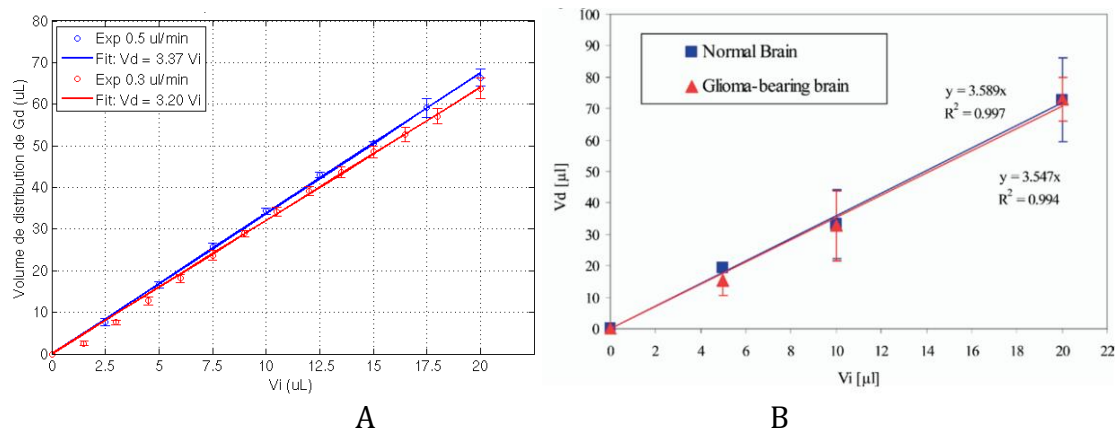 80
70
60
50
40
30
20
10
0
Volume de distribution de Gd (uL)
Exp 0.5 ul/min
Fit: Vd = 3.37 Vi
Exp 0.3 ul/min
Fit: Vd = 3.20 Vi
0 2.5 5 7.5 10 12.5 15 17.5 20
Vi (uL)
A
100
90
80
70
60
50
40
30
20
10
0
Vd [µl]
Normal Brain
Glioma-bearing brain
y = 3.589x
R² = 0.997
y = 3.547x
R² = 0.994
0 2 4 6 8 10 12 14 16 18 20 22
Vi [µl]
B